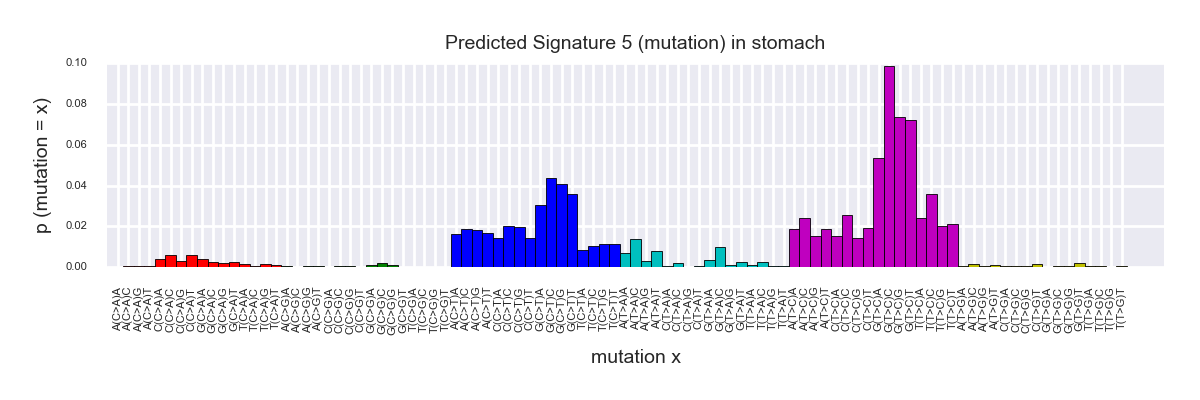 Predicted Signature 5 (mutation) in stomach
p (mutation = x)
0.10
0.08
0.06
0.04
0.02
0.00
A(C>A)A
A(C>A)C
A(C>A)G
A(C>A)T
C(C>A)A
C(C>A)C
C(C>A)G
C(C>A)T
G(C>A)A
G(C>A)C
G(C>A)G
G(C>A)T
T(C>A)A
T(C>A)C
T(C>A)G
T(C>A)T
A(C>G)A
A(C>G)C
A(C>G)G
A(C>G)T
C(C>G)A
C(C>G)C
C(C>G)G
C(C>G)T
G(C>G)A
G(C>G)C
G(C>G)G
G(C>G)T
T(C>G)A
T(C>G)C
T(C>G)G
T(C>G)T
A(C>T)A
A(C>T)C
A(C>T)G
A(C>T)T
C(C>T)A
C(C>T)C
C(C>T)G
C(C>T)T
G(C>T)A
G(C>T)C
G(C>T)G
G(C>T)T
T(C>T)A
T(C>T)C
T(C>T)G
T(C>T)T
A(T>A)A
A(T>A)C
A(T>A)G
A(T>A)T
C(T>A)A
C(T>A)C
C(T>A)G
C(T>A)T
G(T>A)A
G(T>A)C
G(T>A)G
G(T>A)T
T(T>A)A
T(T>A)C
T(T>A)G
T(T>A)T
A(T>C)A
A(T>C)C
A(T>C)G
A(T>C)T
C(T>C)A
C(T>C)C
C(T>C)G
C(T>C)T
G(T>C)A
G(T>C)C
G(T>C)G
G(T>C)T
T(T>C)A
T(T>C)C
T(T>C)G
T(T>C)T
A(T>G)A
A(T>G)C
A(T>G)G
A(T>G)T
C(T>G)A
C(T>G)C
C(T>G)G
C(T>G)T
G(T>G)A
G(T>G)C
G(T>G)G
G(T>G)T
T(T>G)A
T(T>G)C
T(T>G)G
T(T>G)T
mutation x